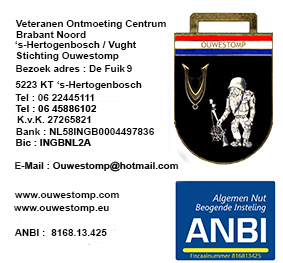 Veteranen Ontmoeting Centrum
Brabant Noord
‘s-Hertogenbosch / Vught
Stichting Ouwestomp
Bezoek adres : De Fuik 9
5223 KT ‘s-Hertogenbosch
Tel : 06 22445111
Tel : 06 45886102
K.v.K. 27265821
Bank : NL58INGB0004497836
Bic : INGBNL2A
E-Mail : Ouwestomp@hotmail.com
www.ouwestomp.com
www.ouwestomp.eu
ANBI : 8168.13.425
OUWESTOMP
Algemen Nut
Beogende Insteling
ANBI
Fiscaalnummer 816813425